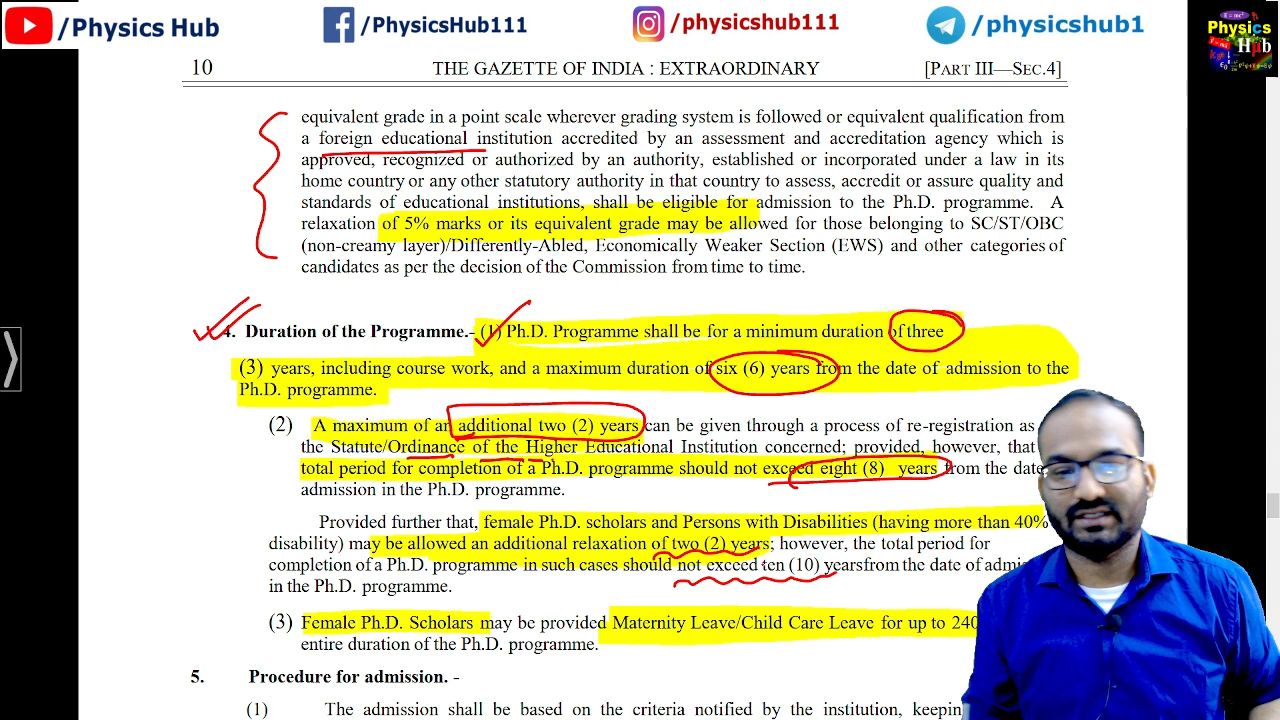 /Physics Hub /PhysicsHub111 /physicshub111 /physicshub1
Physics
Hub
10 THE GAZETTE OF INDIA : EXTRAORDINARY [PART III—SEC.4]
equivalent grade in a point scale wherever grading system is followed or equivalent qualification from
a foreign educational institution accredited by an assessment and accreditation agency which is
approved, recognized or authorized by an authority, established or incorporated under a law in its
home country or any other statutory authority in that country to assess, accredit or assure quality and
standards of educational institutions, shall be eligible for admission to the Ph.D. programme. A
relaxation of 5% marks or its equivalent grade may be allowed for those belonging to SC/ST/OBC
(non-creamy layer)/Differently-Abled, Economically Weaker Section (EWS) and other categories of
candidates as per the decision of the Commission from time to time.
4. Duration of the Programme.- (1) Ph.D. Programme shall be for a minimum duration of three
(3) years, including course work, and a maximum duration of six (6) years from the date of admission to the
Ph.D. programme.
(2) A maximum of an additional two (2) years can be given through a process of re-registration as
the Statute/Ordinance of the Higher Educational Institution concerned; provided, however, that
total period for completion of a Ph.D. programme should not exceed eight (8) years from the date
admission in the Ph.D. programme.
Provided further that, female Ph.D. scholars and Persons with Disabilities (having more than 40%
disability) may be allowed an additional relaxation of two (2) years; however, the total period for
completion of a Ph.D. programme in such cases should not exceed ten (10) yearsfrom the date of
in the Ph.D. programme.
(3) Female Ph.D. Scholars may be provided Maternity Leave/Child Care Leave for up to 240
entire duration of the Ph.D. programme.
5. Procedure for admission. -
(1) The admission shall be based on the criteria notified by the institution,